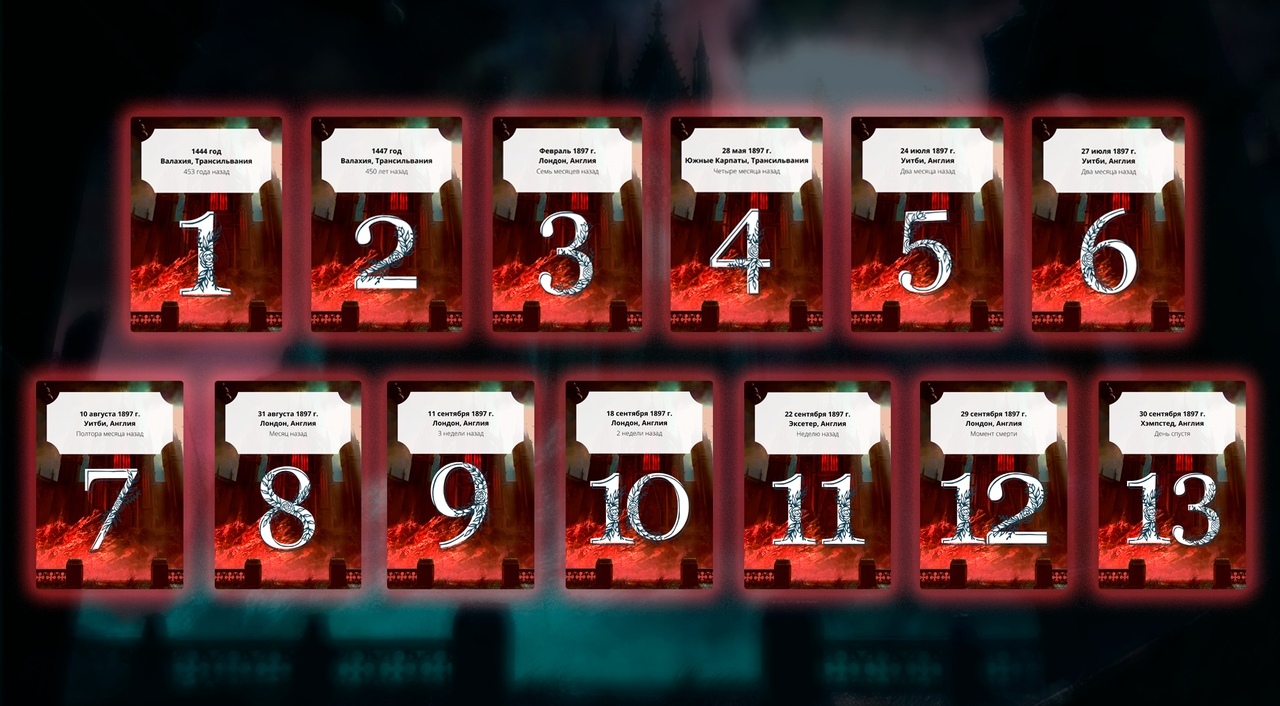 1444 год
Валахия, Трансильвания
453 года назад
1
1447 год
Валахия, Трансильвания
450 лет назад
2
Февраль 1897 г.
Лондон, Англия
Семь месяцев назад
3
28 мая 1897 г.
Южные Карпаты, Трансильвания
Четыре месяца назад
4
24 июля 1897 г.
Уитби, Англия
Два месяца назад
5
27 июля 1897 г.
Уитби, Англия
Два месяца назад
6
10 августа 1897 г.
Уитби, Англия
Полтора месяца назад
7
31 августа 1897 г.
Лондон, Англия
Месяц назад
8
11 сентября 1897 г.
Лондон, Англия
3 недели назад
9
18 сентября 1897 г.
Лондон, Англия
2 недели назад
10
22 сентября 1897 г.
Эксетер, Англия
Неделю назад
11
29 сентября 1897 г.
Лондон, Англия
Момент смерти
12
30 сентября 1897 г.
Хэмпстед, Англия
День спустя
13